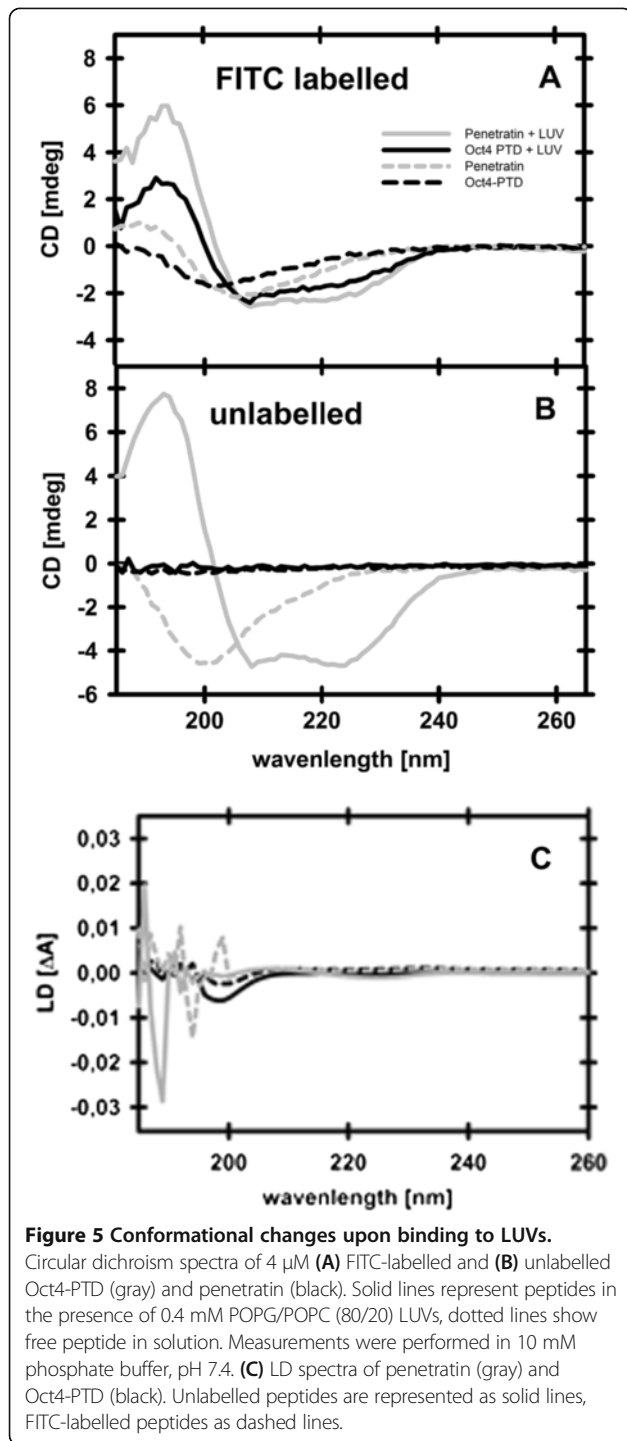 FITC labelled
A
Penetratin + LUV
Oct4 PTD + LUV
Penetratin
Oct4-PTD
CD [mdeg]
6
4
2
0
-2
-4
unlabelled
B
CD [mdeg]
8
6
4
2
0
-2
-4
-6
200
220
240
260
wavenlength [nm]
C
LD [ΔA]
0,03
0,02
0,01
0,00
-0,01
-0,02
-0,03
200
220
240
260
wavenlength [nm]
Figure 5 Conformational changes upon binding to LUVs.
Circular dichroism spectra of 4 μM (A) FITC-labelled and (B) unlabelled
Oct4-PTD (gray) and penetratin (black). Solid lines represent peptides in
the presence of 0.4 mM POPG/POPC (80/20) LUVs, dotted lines show
free peptide in solution. Measurements were performed in 10 mM
phosphate buffer, pH 7.4. (C) LD spectra of penetratin (gray) and
Oct4-PTD (black). Unlabelled peptides are represented as solid lines,
FITC-labelled peptides as dashed lines.